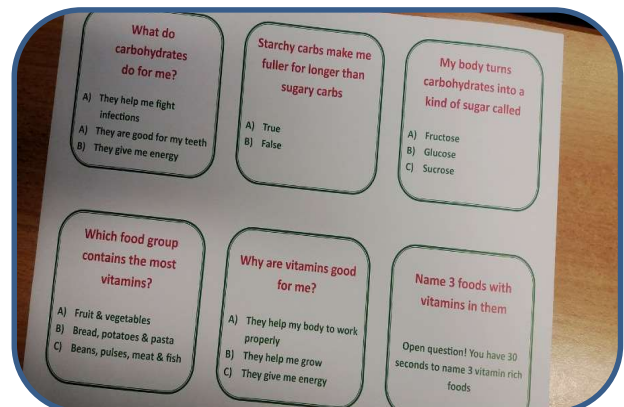 What do
carbohydrates
do for me?
A) They help me fight
infections
A) They are good for my teeth
B) They give me energy
Starchy carbs make me
fuller for longer than
sugary carbs
A) True
B) False
My body turns
carbohydrates into a
kind of sugar called
A) Fructose
B) Glucose
C) Sucrose
Which food group
contains the most
vitamins?
A) Fruit & vegetables
B) Bread, potatoes & pasta
C) Beans, pulses, meat & fish
Why are vitamins good
for me?
A) They help my body to work
properly
B) They help me grow
C) They give me energy
Name 3 foods with
vitamins in them
Open question! You have 30
seconds to name 3 vitamin rich
foods